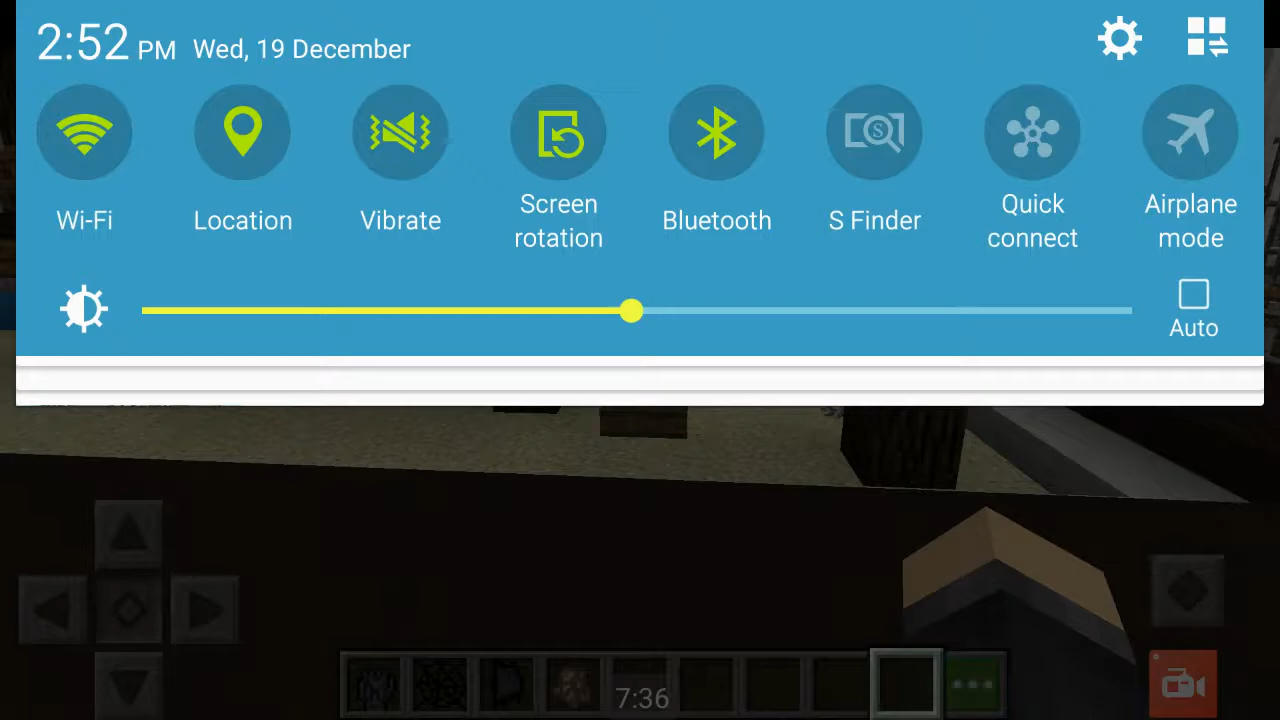 2:52 PM Wed, 19 December
Wi-Fi
Location
Vibrate
Screen
rotation
Bluetooth
S Finder
Quick
connect
Airplane
mode
Auto
7:36